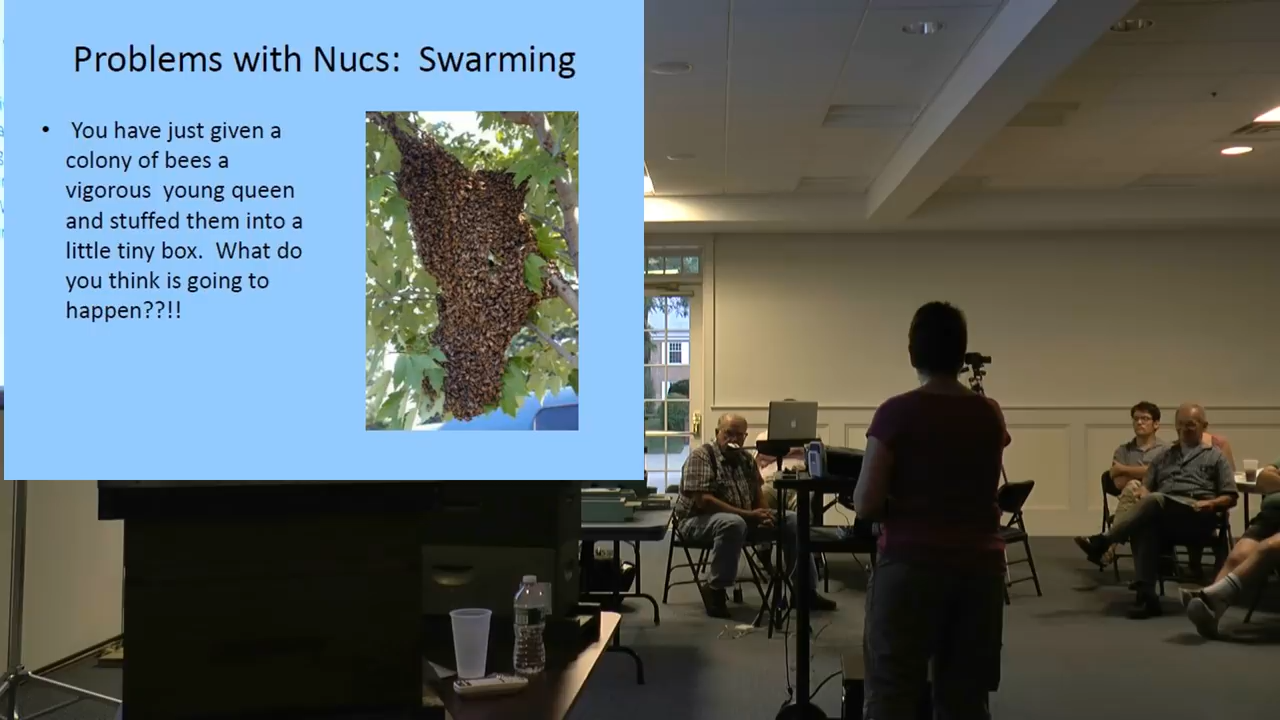 Problems with Nucs:  Swarming
• You have just given a
colony of bees a
vigorous  young queen
and stuffed them into a
little tiny box.  What do
you think is going to
happen??!!